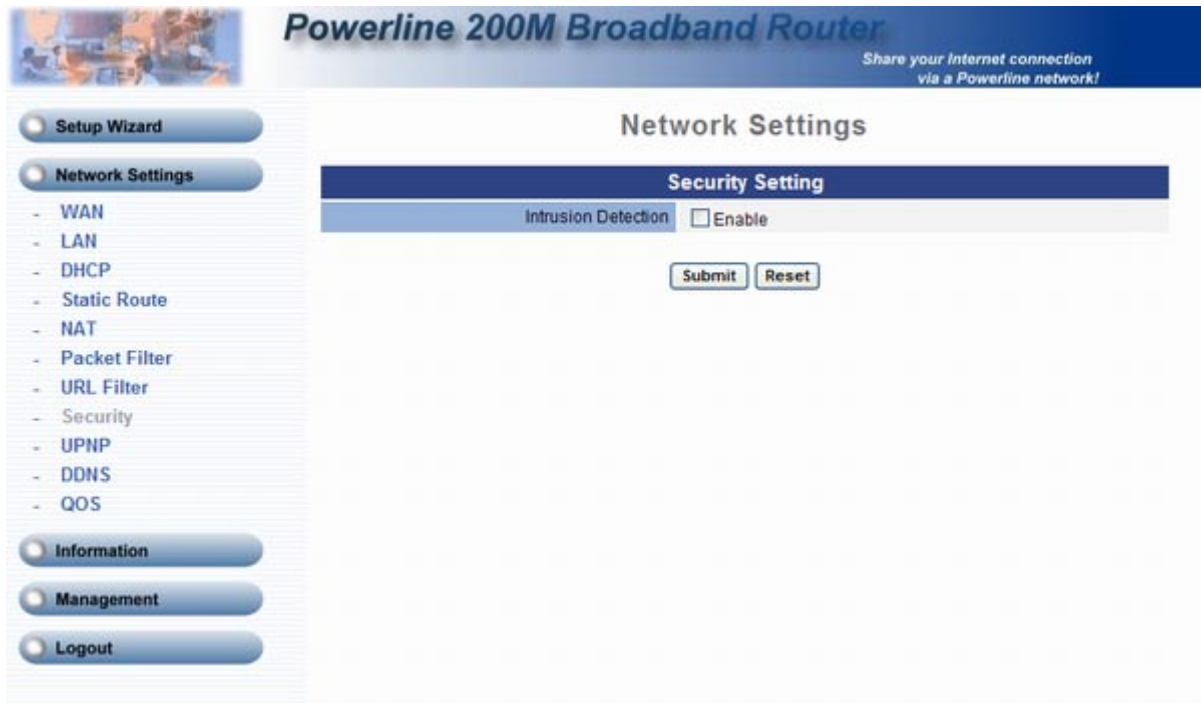 Powerline 200M Broadband Router
Share your Internet connection
via a Powerline network!
Setup Wizard
Network Settings
- WAN
- LAN
- DHCP
- Static Route
- NAT
- Packet Filter
- URL Filter
- Security
- UPNP
- DDNS
- QOS
Information
Management
Logout
Network Settings
Security Setting
Intrusion Detection Enable
Submit Reset